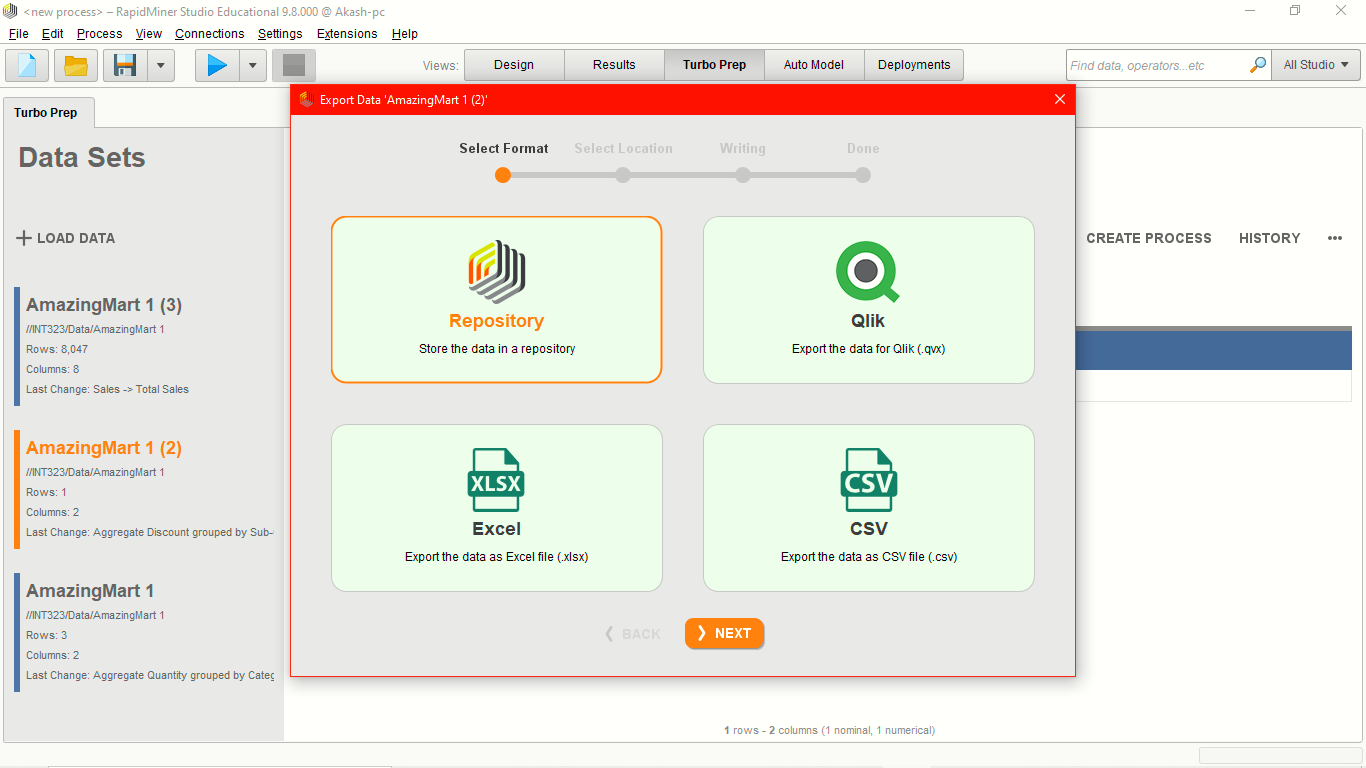 <new process> – RapidMiner Studio Educational 9.8.000 @ Akash-pc
File Edit Process View Connections Settings Extensions Help
Views: Design Results Turbo Prep Auto Model Deployments Find data, operators...etc All Studio
Turbo Prep
Data Sets
LOAD DATA
AmazingMart 1 (3)
//INT323/Data/AmazingMart 1
Rows: 8,047
Columns: 8
Last Change: Sales -> Total Sales
AmazingMart 1 (2)
//INT323/Data/AmazingMart 1
Rows: 1
Columns: 2
Last Change: Aggregate Discount grouped by Sub-
AmazingMart 1
//INT323/Data/AmazingMart 1
Rows: 3
Columns: 2
Last Change: Aggregate Quantity grouped by Categ
Export Data 'AmazingMart 1 (2)'
Select Format Select Location Writing Done
Repository
Store the data in a repository
Qlik
Export the data for Qlik (.qvx)
XLSX
Excel
Export the data as Excel file (.xlsx)
CSV
CSV
Export the data as CSV file (.csv)
BACK NEXT
CREATE PROCESS HISTORY
1 rows - 2 columns (1 nominal, 1 numerical)